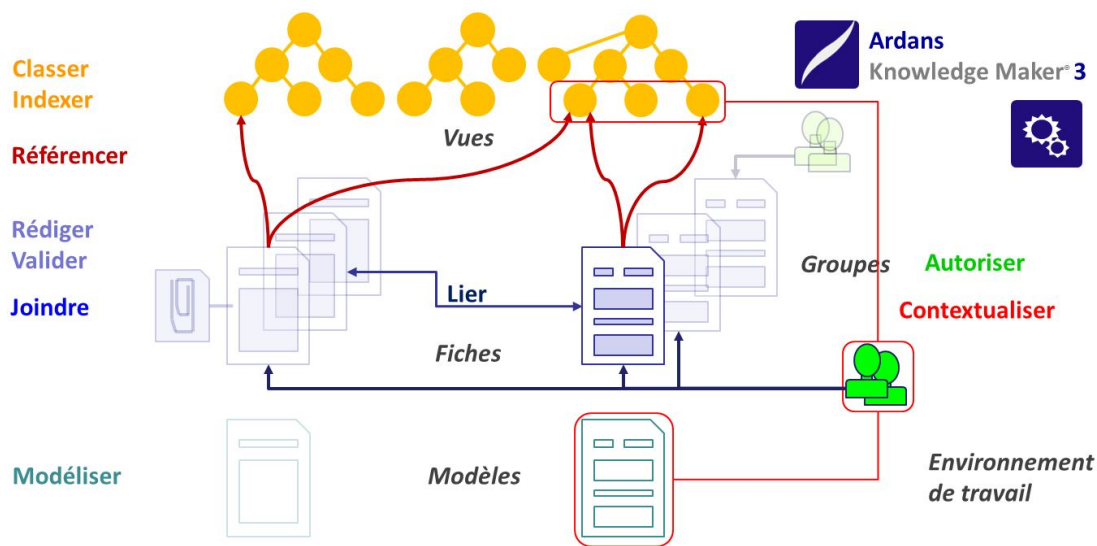 Classer
Indexer
Ardans
Knowledge Maker® 3
Vues
Référencer
Rédiger
Valider
Groupes
Autoriser
Joindre
Lier
Contextualiser
Fiches
Modéliser
Modèles
Environnement
de travail